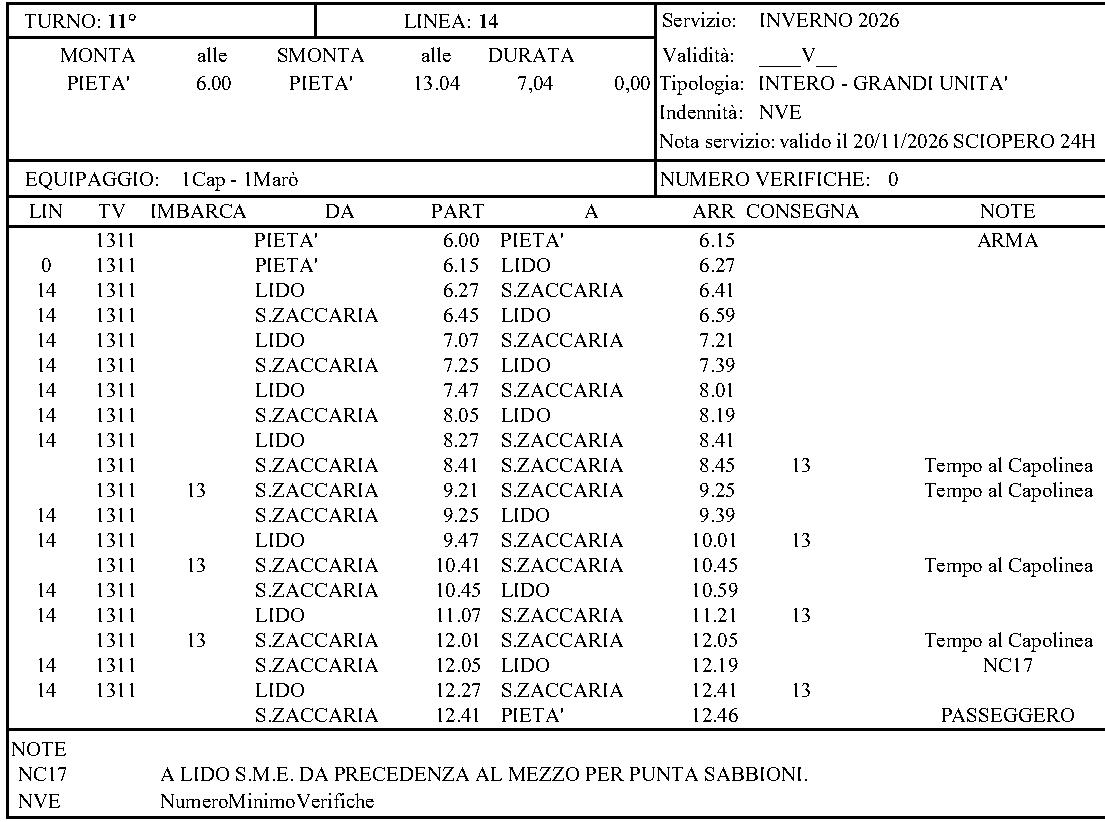 TURNO: 11° LINEA: 14 Servizio: INVERNO 2026
MONTA alle SMONTA alle DURATA Validità: ____V__
PIETA' 6.00 PIETA' 13.04 7,04 0,00 Tipologia: INTERO - GRANDI UNITA'
Indennità: NVE
Nota servizio: valido il 20/11/2026 SCIOPERO 24H
EQUIPAGGIO: 1Cap - 1Marò NUMERO VERIFICHE: 0
LIN TV IMBARCA DA PART A ARR CONSEGNA NOTE
1311 PIETA' 6.00 PIETA' 6.15 ARMA
0 1311 PIETA' 6.15 LIDO 6.27
14 1311 LIDO 6.27 S.ZACCARIA 6.41
14 1311 S.ZACCARIA 6.45 LIDO 6.59
14 1311 LIDO 7.07 S.ZACCARIA 7.21
14 1311 S.ZACCARIA 7.25 LIDO 7.39
14 1311 LIDO 7.47 S.ZACCARIA 8.01
14 1311 S.ZACCARIA 8.05 LIDO 8.19
14 1311 LIDO 8.27 S.ZACCARIA 8.41
1311 S.ZACCARIA 8.41 S.ZACCARIA 8.45 13 Tempo al Capolinea
1311 13 S.ZACCARIA 9.21 S.ZACCARIA 9.25 Tempo al Capolinea
14 1311 S.ZACCARIA 9.25 LIDO 9.39
14 1311 LIDO 9.47 S.ZACCARIA 10.01 13
1311 13 S.ZACCARIA 10.41 S.ZACCARIA 10.45 Tempo al Capolinea
14 1311 S.ZACCARIA 10.45 LIDO 10.59
14 1311 LIDO 11.07 S.ZACCARIA 11.21 13
1311 13 S.ZACCARIA 12.01 S.ZACCARIA 12.05 Tempo al Capolinea
14 1311 S.ZACCARIA 12.05 LIDO 12.19 NC17
14 1311 LIDO 12.27 S.ZACCARIA 12.41 13
S.ZACCARIA 12.41 PIETA' 12.46 PASSEGGERO
NOTE
NC17 A LIDO S.M.E. DA PRECEDENZA AL MEZZO PER PUNTA SABBIONI.
NVE NumeroMinimoVerifiche